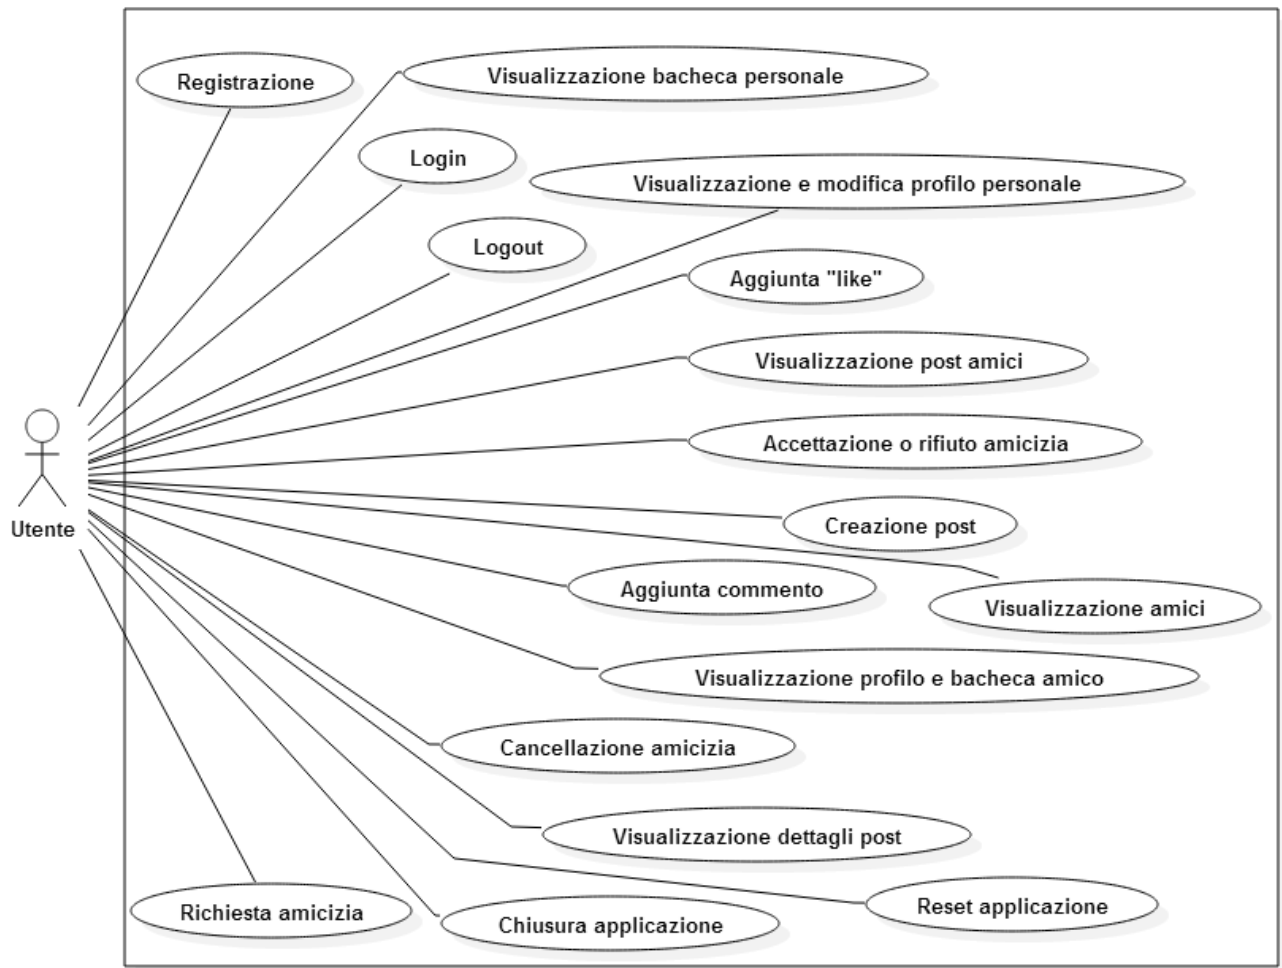 Registrazione
Visualizzazione bacheca personale
Login
Visualizzazione e modifica profilo personale
Logout
Aggiunta "like"
Visualizzazione post amici
Accettazione o rifiuto amicizia
Utente
Creazione post
Aggiunta commento
Visualizzazione amici
Visualizzazione profilo e bacheca amico
Cancellazione amicizia
Visualizzazione dettagli post
Richiesta amicizia
Chiusura applicazione
Reset applicazione